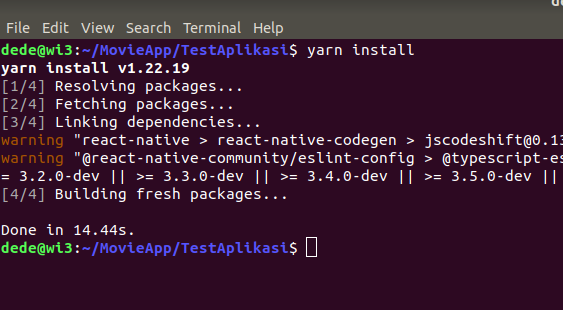 File Edit View Search Terminal Help
dede@wi3:~/MovieApp/TestAplikasi$ yarn install
yarn install v1.22.19
[1/4] Resolving packages...
[2/4] Fetching packages...
[3/4] Linking dependencies...
warning "react-native > react-native-codegen > jscodeshift@0.13
warning "@react-native-community/eslint-config > @typescript-es
= 3.2.0-dev || >= 3.3.0-dev || >= 3.4.0-dev || >= 3.5.0-dev ||
[4/4] Building fresh packages...
Done in 14.44s.
dede@wi3:~/MovieApp/TestAplikasi$